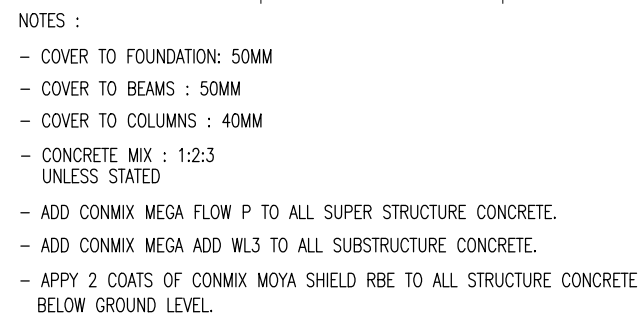 NOTES :
– COVER TO FOUNDATION: 50MM
– COVER TO BEAMS : 50MM
– COVER TO COLUMNS : 40MM
– CONCRETE MIX : 1:2:3
UNLESS STATED
– ADD CONMIX MEGA FLOW P TO ALL SUPER STRUCTURE CONCRETE.
– ADD CONMIX MEGA ADD WL3 TO ALL SUBSTRUCTURE CONCRETE.
– APPY 2 COATS OF CONMIX MOYA SHIELD RBE TO ALL STRUCTURE CONCRETE
BELOW GROUND LEVEL.